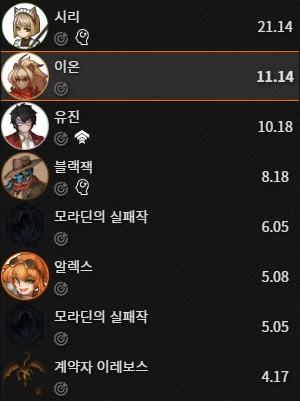 시리
21.14
이온
11.14
유진
10.18
블랙잭
8.18
모라딘의 실패작
6.05
알렉스
5.08
모라딘의 실패작
5.05
계약자 이레보스
4.17